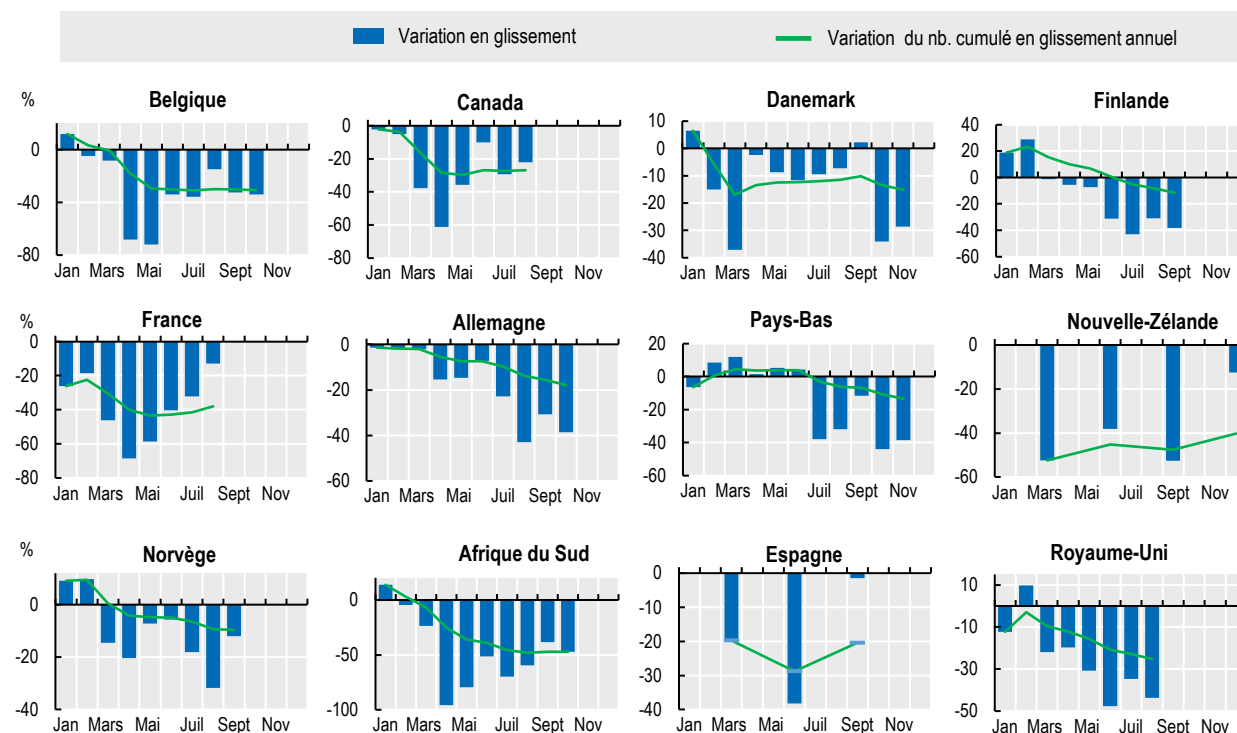 Variation en glissement
Variation du nb. cumulé en glissement annuel
%
Belgique
0
-40
-80
Jan Mars Mai Juil Sept Nov
Canada
0
-20
-40
-60
-80
Jan Mars Mai Juil Sept Nov
Danemark
10
0
-10
-20
-30
-40
Jan Mars Mai Juil Sept Nov
Finlande
40
20
0
-20
-40
-60
Jan Mars Mai Juil Sept Nov
%
France
0
-20
-40
-60
-80
Jan Mars Mai Juil Sept Nov
Allemagne
0
-20
-40
-60
Jan Mars Mai Juil Sept Nov
Pays-Bas
20
0
-20
-40
-60
Jan Mars Mai Juil Sept Nov
Nouvelle-Zélande
0
-20
-40
-60
Jan Mars Mai Juil Sep Nov
%
Norvège
0
-20
-40
Jan Mars Mai Juil Sept Nov
Afrique du Sud
0
-50
-100
Jan Mars Mai Juil Sept Nov
Espagne
0
-10
-20
-30
-40
Jan Mars Mai Juil Sept Nov
Royaume-Uni
10
-10
-30
-50
Jan Mars Mai Juil Sept Nov